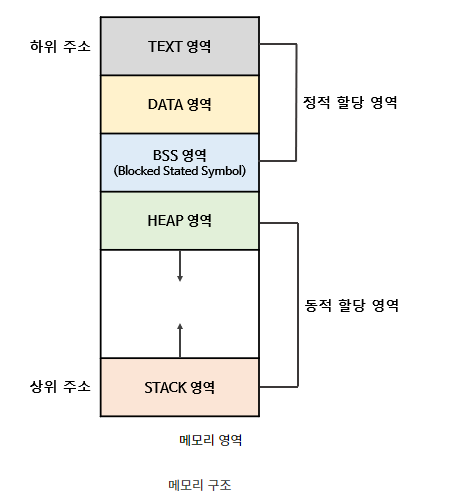 하위 주소
TEXT 영역
DATA 영역
정적 할당 영역
BSS 영역
(Blocked Stated Symbol)
HEAP 영역
동적 할당 영역
상위 주소
STACK 영역
메모리 영역
메모리 구조